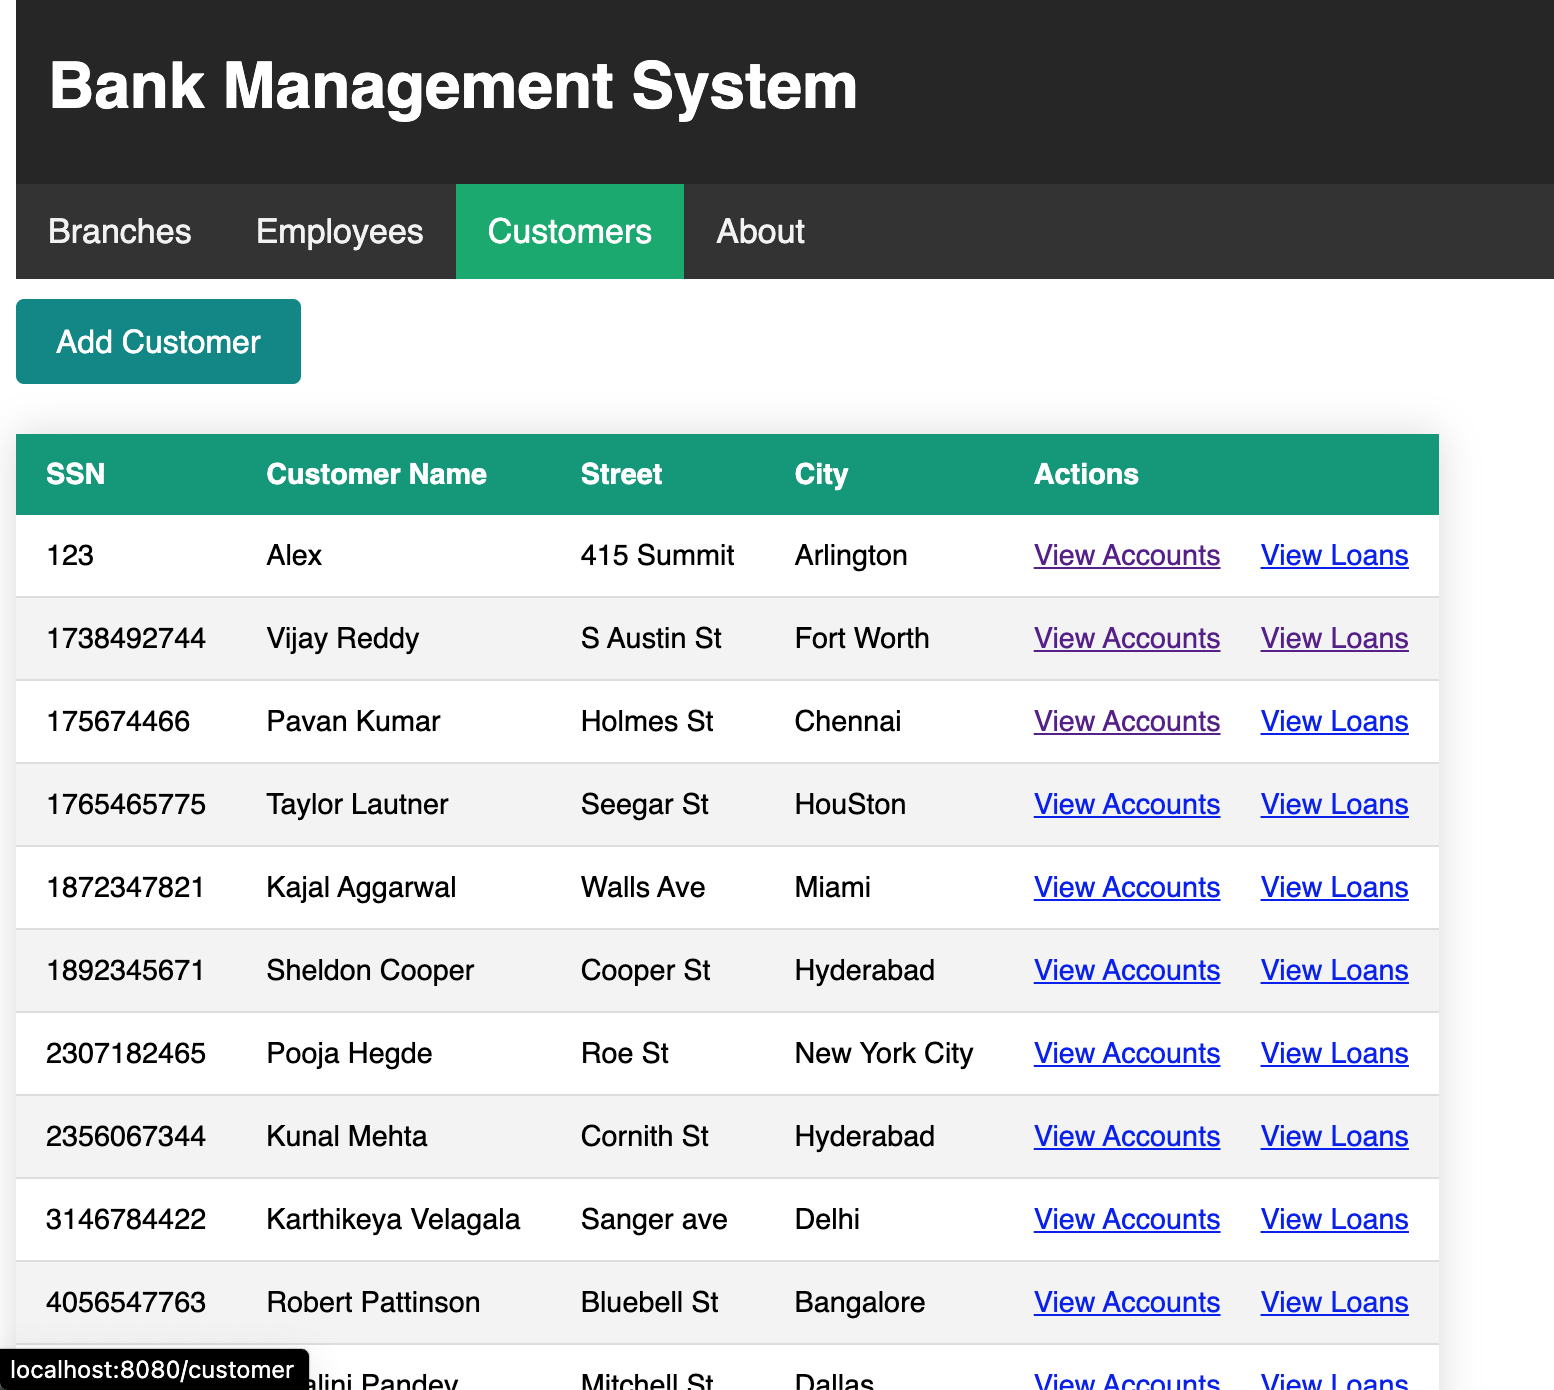 Bank Management System
Branches Employees Customers About
Add Customer
SSN Customer Name Street City Actions
123 Alex 415 Summit Arlington View Accounts View Loans
1738492744 Vijay Reddy S Austin St Fort Worth View Accounts View Loans
175674466 Pavan Kumar Holmes St Chennai View Accounts View Loans
1765465775 Taylor Lautner Seegar St HouSton View Accounts View Loans
1872347821 Kajal Aggarwal Walls Ave Miami View Accounts View Loans
1892345671 Sheldon Cooper Cooper St Hyderabad View Accounts View Loans
2307182465 Pooja Hegde Roe St New York City View Accounts View Loans
2356067344 Kunal Mehta Cornith St Hyderabad View Accounts View Loans
3146784422 Karthikeya Velagala Sanger ave Delhi View Accounts View Loans
4056547763 Robert Pattinson Bluebell St Bangalore View Accounts View Loans
Pandey Mitchell St Dallas View Accounts View Loans
localhost:8080/customer